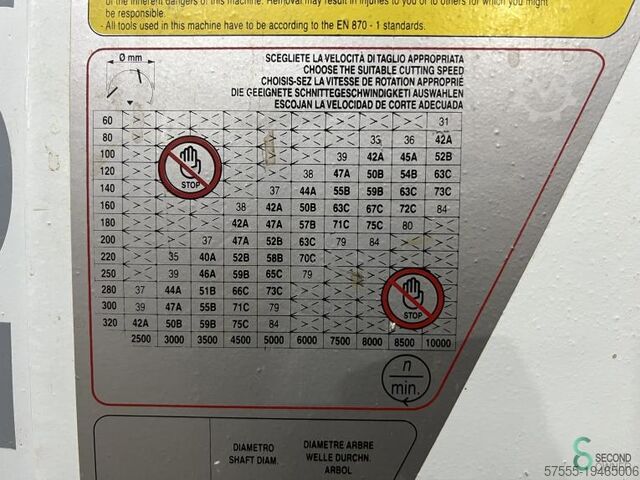 of the inherent dangers of this machine. Removal may result in injuries to you or to others for which you might
be responsible.
- All tools used in this machine have to be according to the EN 870 - 1 standards.
Ø mm
SCEGLIETE LA VELOCITÀ DI TAGLIO APPROPRIATA
CHOOSE THE SUITABLE CUTTING SPEED
CHOISIS-SEZ LA VITESSE DE ROTATION APPROPRIÈ
DIE GEEIGNETE SCHNITTEGESCHWINDIGKETI AUSWAHLEN
ESCOJAN LA VELOCIDAD DE CORTE ADECUADA
60 31
80 35 36 42A
100 39 42A 45A 52B
120 38 47A 50B 54B 63C
140 37 44A 55B 59B 63C 73C
STOP
160 38 42A 50B 63C 67C 72C 84
180 42A 47A 57B 71C 75C 80
200 37 47A 52B 63C 79 84
220 35 40A 52B 58B 70C
250 39 46A 59B 65C 79
280 37 44A 51B 66C 73C
300 39 47A 55B 71C 79
STOP
320 42A 50B 59B 75C 84
2500 3000 3500 4500 5000 6000 7500 8000 8500 10000
n
min.
DIAMETRO
SHAFT DIAM.
DIAMETRE ARBRE
WELLE DURCHN.
ARBOL
SECOND
OWNER
57555-19485006